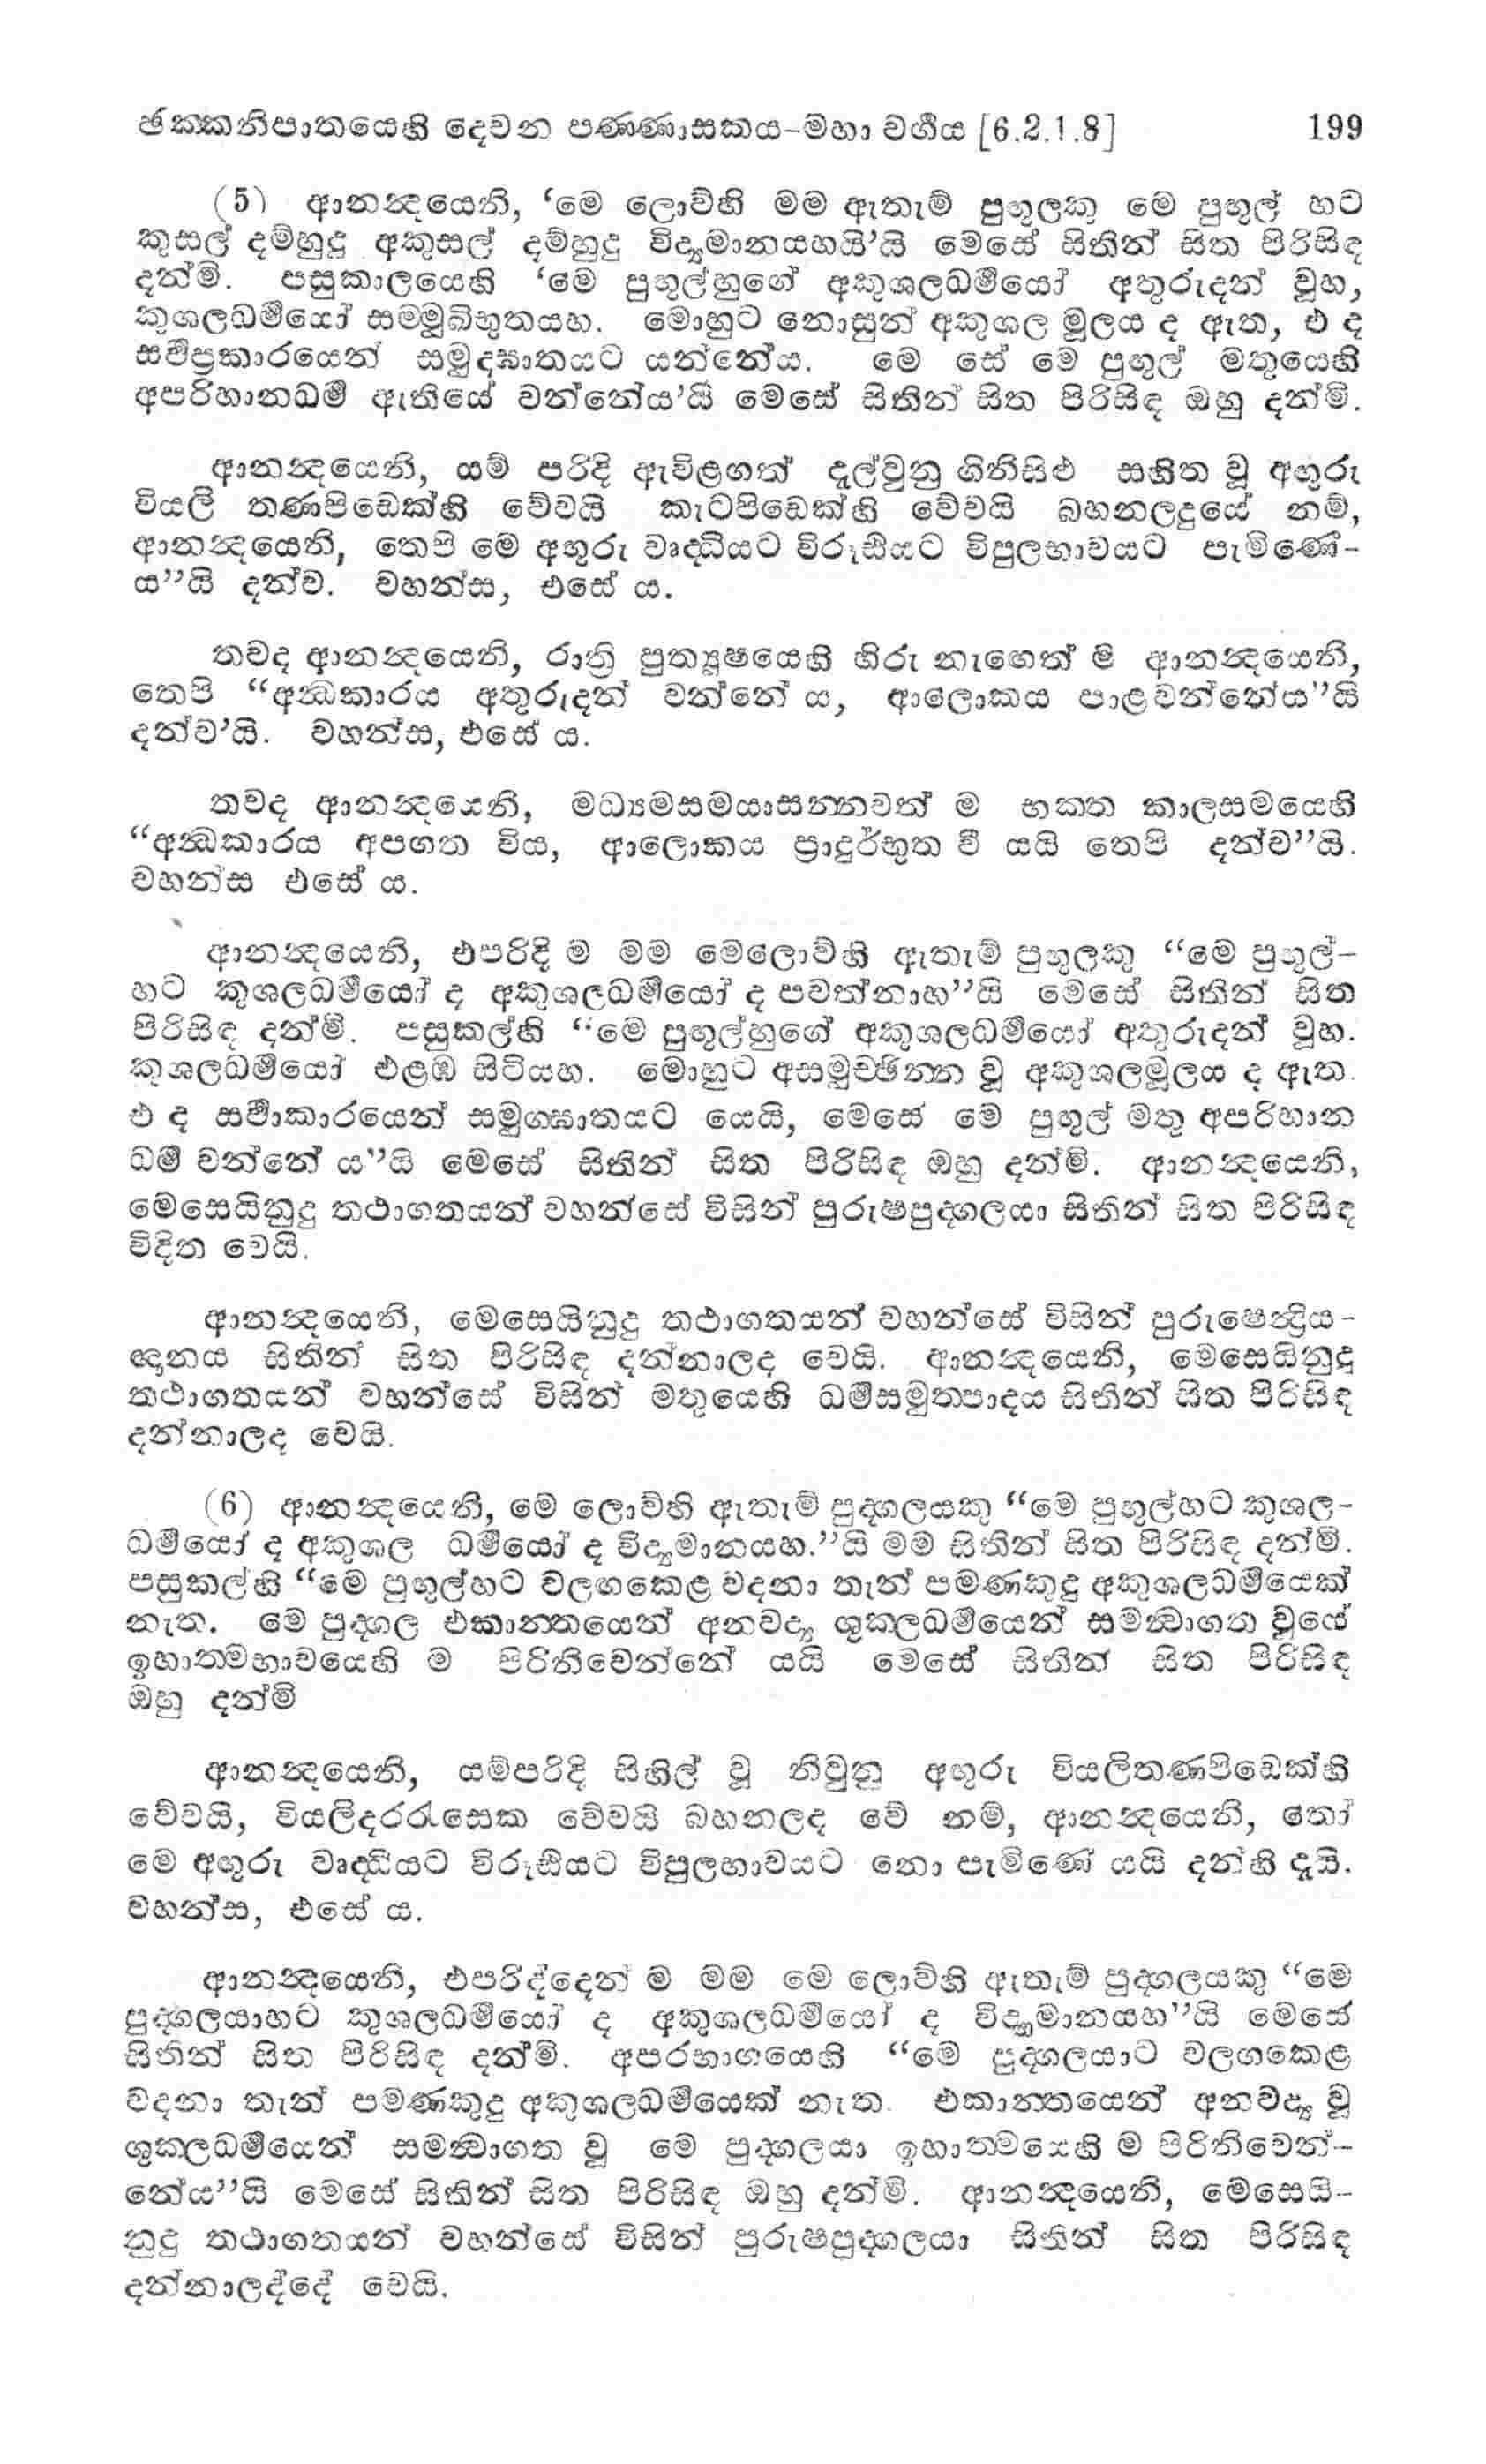 ඡක්කනිපාතයෙහි දෙවන පණ්ණාසකය-මහා වර්‍ගය [6.2.1.8] 199
(5) ආනන්‍දයෙනි, ‘මෙ ලොව්හි මම ඇතැම් පුඟුලකු මෙ පුඟුල් හට
කුසල් දම්හුදු අකුසල් දම්හුදු විද්‍යමානයහයි’යි මෙසේ සිතින් සිත පිරිසිඳ
දන්මි. පසුකාලයෙහි ‘මෙ පුඟුල්හුගේ අකුශලධර්‍මයෝ අතුරුදන් වූහ,
කුශලධර්‍මයෝ සම්මුඛිභුතයහ. මොහුට නොසුන් අකුශල මූලය ද ඇත, එ ද
සර්‍වප්‍රකාරයෙන් සමුද්ඝාතයට යන්නේය. මෙ සේ මෙ පුඟුල් මතුයෙහි
අපරිහානධර්‍ම ඇතියේ වන්නේය’යි මෙසේ සිතින් සිත පිරිසිඳ ඔහු දන්මි.
ආනන්‍දයෙනි, යම් පරිදි ඇවිළගත් දැල්වුනු ගිනිසිළු සහිත වූ අඟුරු
වියලි තණපිඬෙක්හි වේවයි කැටපිඬෙක්හි වේවයි බහනලදුයේ නම්,
ආනන්‍දයෙනි, තෙපි මෙ අඟුරු වෘද්ධියට විරූඪියට විපුලභාවයට පැමිණේ-
ය”යි දන්ව. වහන්ස, එසේ ය.
තවද ආනන්‍දයෙනි, රාත්‍රි ප්‍රත්‍යූෂයෙහි හිරු නැඟෙත් ම ආනන්‍දයෙනි,
තෙපි “අන්‍ධකාරය අතුරුදන් වන්නේ ය, ආලොකය පාළවන්නේය”යි
දන්ව’යි. වහන්ස, එසේ ය.
තවද ආනන්‍දයෙනි, මධ්‍යමසමයාසන්නවත් ම භක්ත කාලසමයෙහි
“අන්‍ධකාරය අපගත විය, ආලොකය ප්‍රාදුර්භූත වී යයි තෙපි දන්ව”යි.
වහන්ස එසේ ය.
ආනන්‍දයෙනි, එපරිදි ම මම මෙලොව්හි ඇතැම් පුඟුලකු “මෙ පුඟුල්-
හට කුශලධර්‍මයෝ ද අකුශලධර්‍මයෝ ද පවත්නාහ”යි මෙසේ සිතින් සිත
පිරිසිඳ දන්මි. පසුකල්හි “මෙ පුඟුල්හුගේ අකුශලධර්‍මයෝ අතුරුදන් වූහ.
කුශලධර්‍මයෝ එළඹ සිටියහ. මොහුට අසමුච්ඡින්න වූ අකුශලමූලය ද ඇත.
එ ද සර්‍වාකාරයෙන් සමුග්ඝාතයට යෙයි, මෙසේ මෙ පුඟුල් මතු අපරිහාන
ධර්‍ම වන්නේ ය”යි මෙසේ සිතින් සිත පිරිසිඳ ඔහු දන්මි. ආනන්‍දයෙනි,
මෙසෙයිනුදු තථාගතයන් වහන්සේ විසින් පුරුෂපුද්ගලයා සිතින් සිත පිරිසිඳ
විදිත වෙයි.
ආනන්‍දයෙනි, මෙසෙයිනුදු තථාගතයන් වහන්සේ විසින් පුරුෂෙන්‍ද්‍රිය-
ඥානය සිතින් සිත පිරිසිඳ දන්නාලද වෙයි. ආනන්‍දයෙනි, මෙසෙයිනුදු
තථාගතයන් වහන්සේ විසින් මතුයෙහි ධර්‍මසමුත්පාදය සිතින් සිත පිරිසිඳ
දන්නාලද වෙයි.
(6) ආනන්‍දයෙනි, මෙ ලොව්හි ඇතැම් පුද්ගලයකු “මෙ පුඟුල්හට කුශල-
ධර්‍මයෝ ද අකුශල ධර්‍මයෝ ද විද්‍යමානයහ.”යි මම සිතින් සිත පිරිසිඳ දන්මි.
පසුකල්හි “මෙ පුඟුල්හට වලඟකෙළ වදනා තැන් පමණකුදු අකුශලධර්‍මයෙක්
නැත. මෙ පුද්ගල එකාන්තයෙන් අනවද්‍ය ශුක්ලධර්‍මයෙන් සමන්‍වාගත වූයේ
ඉහාත්මභාවයෙහි ම පිරිනිවෙන්නේ යයි මෙසේ සිතින් සිත පිරිසිඳ
ඔහු දන්මි
ආනන්‍දයෙනි, යම්පරිදි සිහිල් වූ නිවුනු අඟුරු වියලිතණපිඬෙක්හි
වේවයි, වියලිදරරැසෙක වේවයි බහනලද වේ නම්, ආනන්‍දයෙනි, තෝ
මෙ අඟුරු වෘද්ධියට විරූඪියට විපුලභාවයට නො පැමිණේ යයි දන්හි දැයි.
වහන්ස, එසේ ය.
ආනන්‍දයෙනි, එපරිද්දෙන් ම මම මෙ ලොව්හි ඇතැම් පුද්ගලයකු “මෙ
පුද්ගලයාහට කුශලධර්‍මයෝ ද අකුශලධර්‍මයෝ ද විද්‍යමානයහ”යි මෙසේ
සිතින් සිත පිරිසිඳ දන්මි. අපරභාගයෙහි “මෙ පුද්ගලයාට වලගකෙළ
වදනා තැන් පමණකුදු අකුශලධර්‍මයෙක් නැත. එකාන්තයෙන් අනවද්‍ය වූ
ශුක්ලධර්‍මයෙන් සමන්‍වාගත වූ මෙ පුද්ගලයා ඉහාත්මයෙහි ම පිරිනිවෙන්-
නේය”යි මෙසේ සිතින් සිත පිරිසිඳ ඔහු දන්මි. ආනන්‍දයෙනි, මෙසෙයි-
නුදු තථාගතයන් වහන්සේ විසින් පුරුෂපුද්ගලයා සිතින් සිත පිරිසිඳ
දන්නාලද්දේ වෙයි.